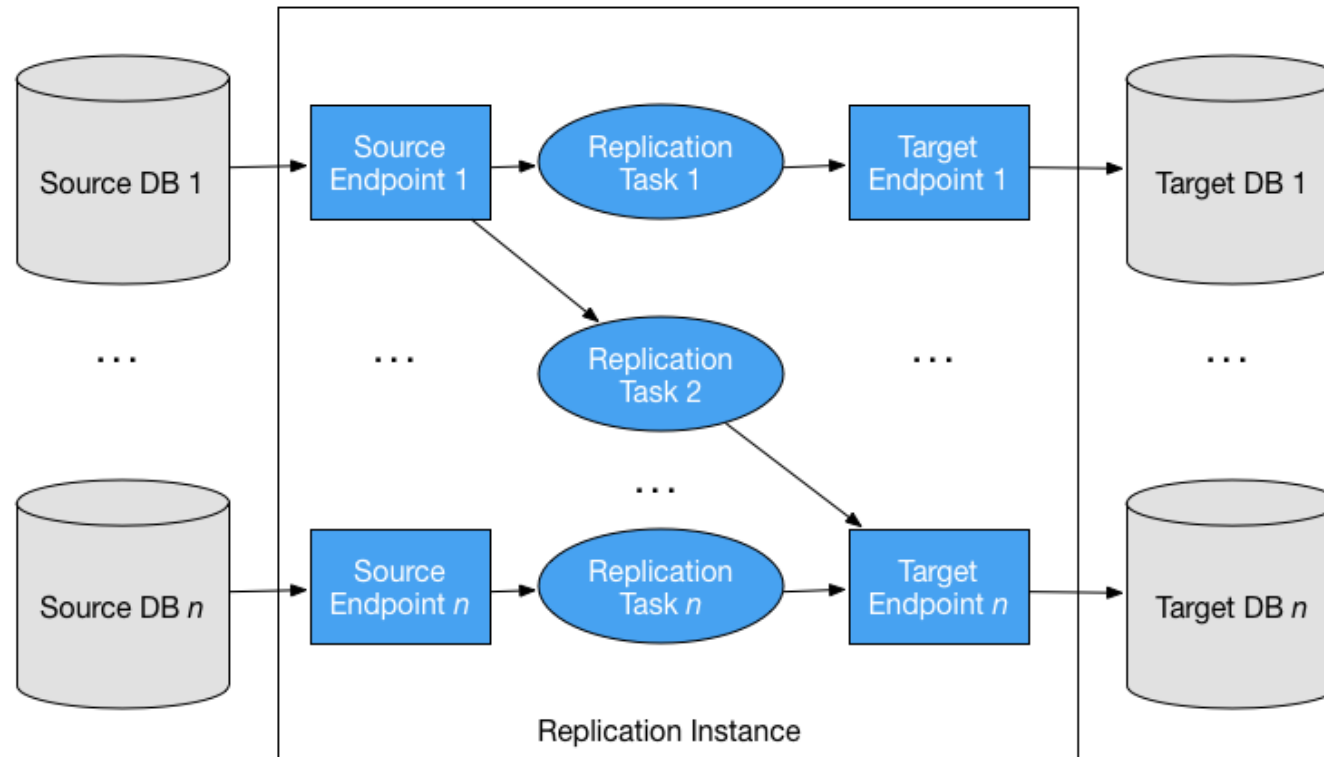 Source DB 1
Source
Endpoint 1
Replication
Task 1
Target
Endpoint 1
Target DB 1
...
...
Replication
Task 2
...
...
...
Source DB n
Source
Endpoint n
Replication
Task n
Target
Endpoint n
Target DB n
Replication Instance